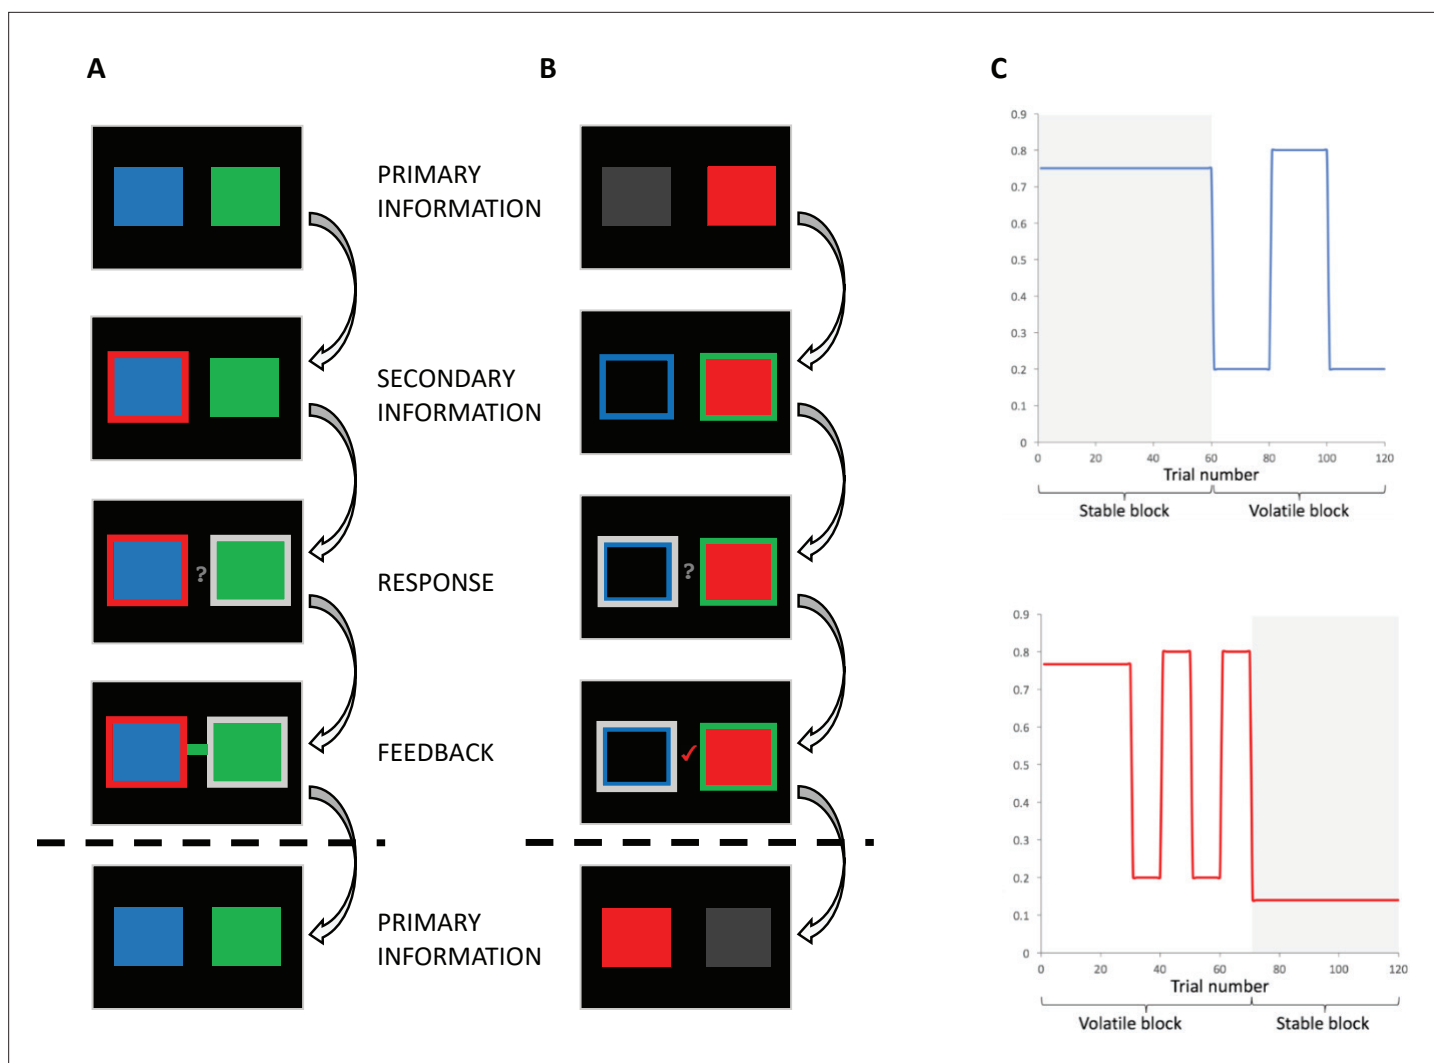 A
B
C
PRIMARY
INFORMATION
SECONDARY
INFORMATION
?
?
RESPONSE
✓
FEEDBACK
PRIMARY
INFORMATION
0.9
0.8
0.7
0.6
0.5
0.4
0.3
0.2
0.1
0
0 20 40 60 80 100 120
Trial number
Stable block Volatile block
0.9
0.8
0.7
0.6
0.5
0.4
0.3
0.2
0.1
0
0 20 40 60 80 100 120
Trial number
Volatile block Stable block